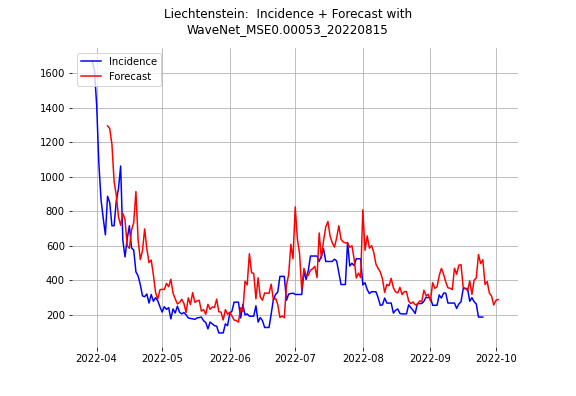 Liechtenstein:  Incidence + Forecast with
WaveNet_MSE0.00053_20220815
Incidence
Forecast
1600
1400
1200
1000
800
600
400
200
2022-04 2022-05 2022-06 2022-07 2022-08 2022-09 2022-10